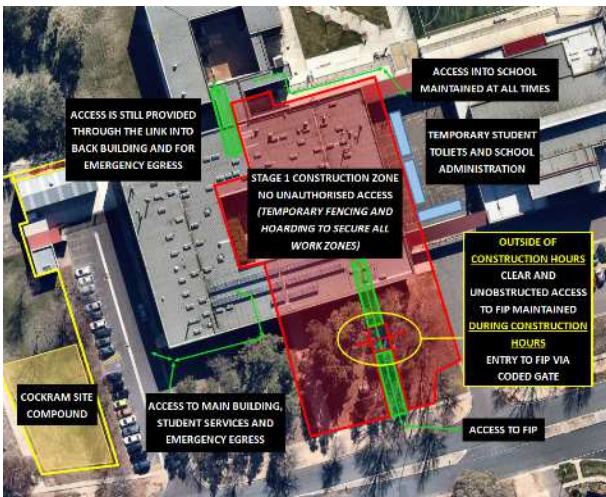 ACCESS INTO SCHOOL
MAINTAINED AT ALL TIMES
ACCESS IS STILL PROVIDED
THROUGH THE LINK INTO
BACK BUILDING AND FOR
EMERGENCY EGRESS
TEMPORARY STUDENT
TOLIETS AND SCHOOL
ADMINISTRATION
STAGE 1 CONSTRUCTION ZONE
NO UNAUTHORISED ACCESS
(TEMPORARY FENCING AND
HOARDING TO SECURE ALL
WORK ZONES)
OUTSIDE OF
CONSTRUCTION HOURS
CLEAR AND
UNOBSTRUCTED ACCESS
TO FIP MAINTAINED
DURING CONSTRUCTION
HOURS
ENTRY TO FIP VIA
CODED GATE
COCKRAM SITE
COMPOUND
ACCESS TO MAIN BUILDING,
STUDENT SERVICES AND
EMERGENCY EGRESS
ACCESS TO FIP